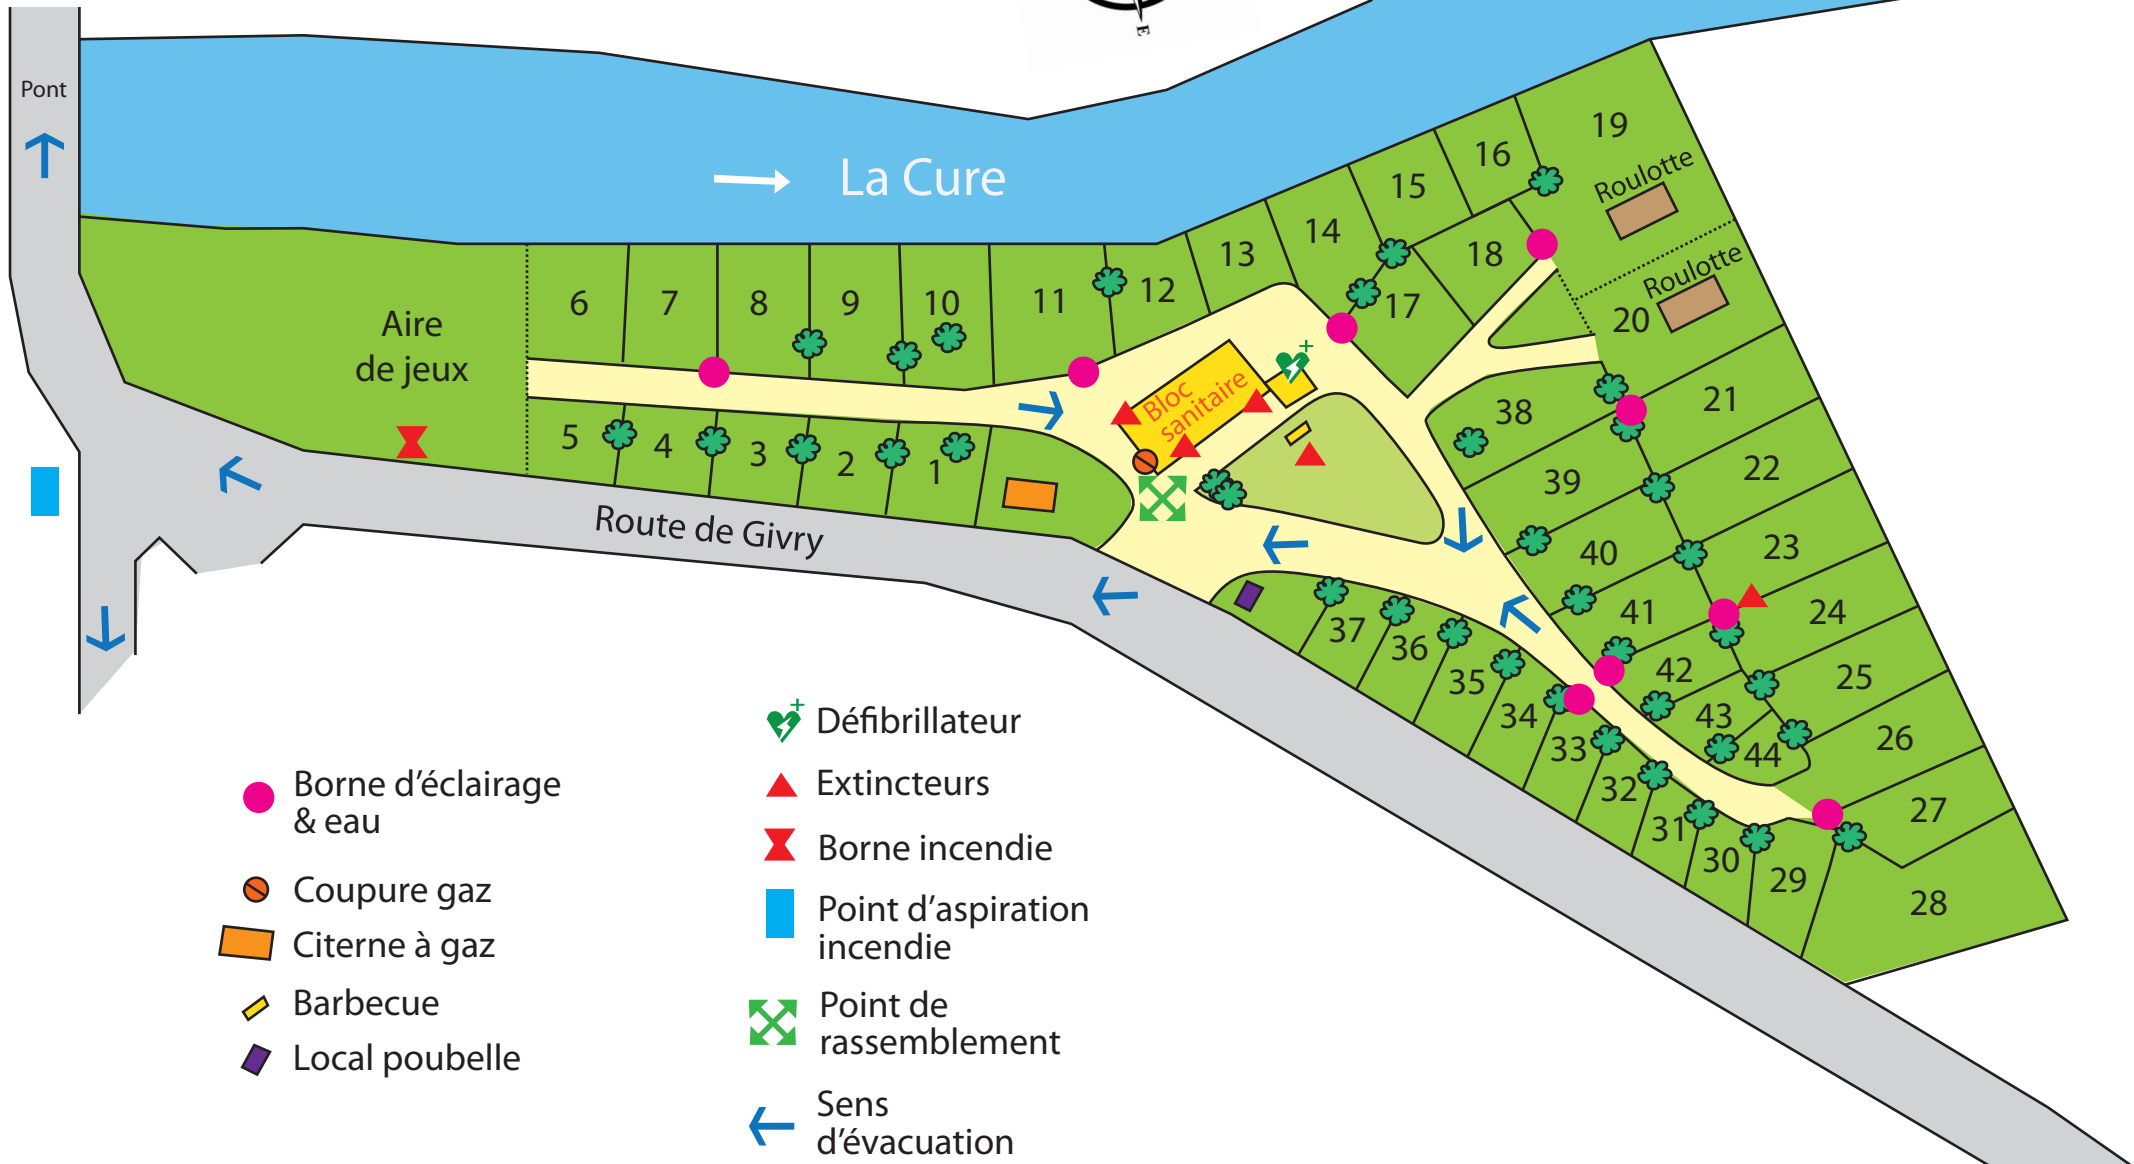 E
Pont
La Cure
19
Roulotte
16
15
14
13
18
Roulotte
20
6
7
8
9
10
11
12
17
Aire
de jeux
Bloc
sanitaire
5
4
3
2
1
38
21
39
22
40
23
41
24
42
25
43
26
44
27
28
37
36
35
34
33
32
31
30
29
Route de Givry
Borne d'éclairage
& eau
Coupure gaz
Citerne à gaz
Barbecue
Local poubelle
Défibrillateur
Extincteurs
Borne incendie
Point d'aspiration
incendie
Point de
rassemblement
Sens
d'évacuation